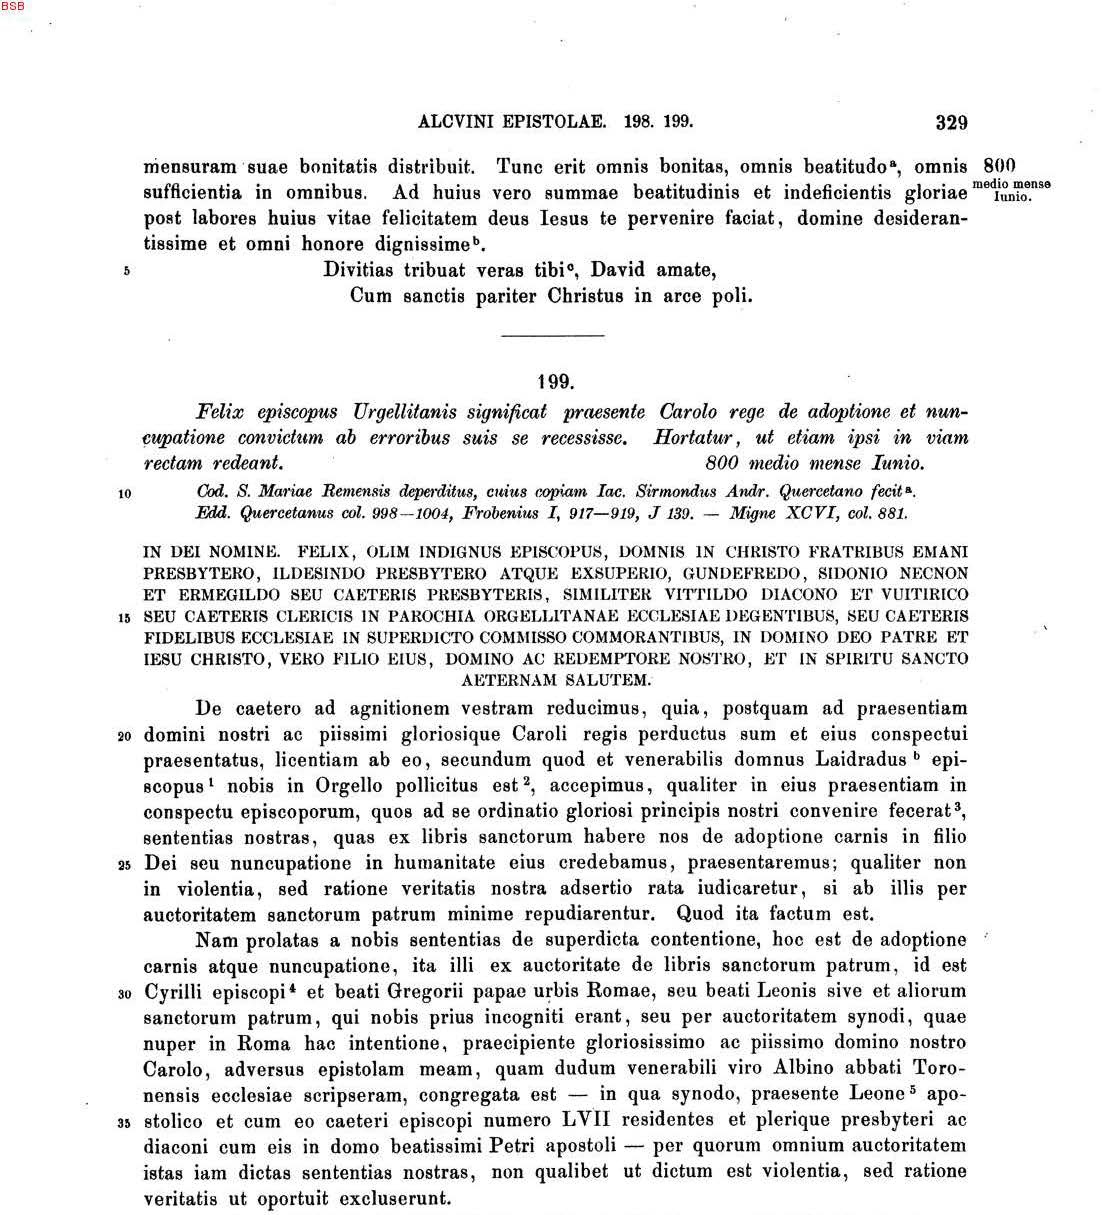 BSB
ALCVINI EPISTOLAE. 198. 199. 329
mensuram suae bonitatis distribuit. Tunc erit omnis bonitas, omnis beatitudo a, omnis 800
sufficientia in omnibus. Ad huius vero summae beatitudinis et indeficientis gloriae medio mense
Iunio.
post labores huius vitae felicitatem deus Iesus te pervenire faciat, domine desideran-
tissime et omni honore dignissime b.
5 Divitias tribuat veras tibi c, David amate,
Cum sanctis pariter Christus in arce poli.
199.
Felix episcopus Urgellitanis significat praesente Carolo rege de adoptione et nun-
cupatione convictum ab erroribus suis se recessisse. Hortatur, ut etiam ipsi in viam
rectam redeant. 800 medio mense Iunio.
10 Cod. S. Mariae Remensis deperditus, cuius copiam Iac. Sirmondus Andr. Quercetano fecit a.
Edd. Quercetanus col. 998—1004, Frobenius I, 917—919, J 139. — Migne XCVI, col. 881.
IN DEI NOMINE. FELIX, OLIM INDIGNUS EPISCOPUS, DOMNIS IN CHRISTO FRATRIBUS EMANI
PRESBYTERO, ILDESINDO PRESBYTERO ATQUE EXSUPERIO, GUNDEFREDO, SIDONIO NECNON
ET ERMEGILDO SEU CAETERIS PRESBYTERIS, SIMILITER VITTILDO DIACONO ET VUITIRICO
15 SEU CAETERIS CLERICIS IN PAROCHIA ORGELLITANAE ECCLESIAE DEGENTIBUS, SEU CAETERIS
FIDELIBUS ECCLESIAE IN SUPERDICTO COMMISSO COMMORANTIBUS, IN DOMINO DEO PATRE ET
IESU CHRISTO, VERO FILIO EIUS, DOMINO AC REDEMPTORE NOSTRO, ET IN SPIRITU SANCTO
AETERNAM SALUTEM.
De caetero ad agnitionem vestram reducimus, quia, postquam ad praesentiam
20 domini nostri ac piissimi gloriosique Caroli regis perductus sum et eius conspectui
praesentatus, licentiam ab eo, secundum quod et venerabilis domnus Laidradus b epi-
scopus 1 nobis in Orgello pollicitus est 2, accepimus, qualiter in eius praesentiam in
conspectu episcoporum, quos ad se ordinatio gloriosi principis nostri convenire fecerat 3,
sententias nostras, quas ex libris sanctorum habere nos de adoptione carnis in filio
25 Dei seu nuncupatione in humanitate eius credebamus, praesentaremus; qualiter non
in violentia, sed ratione veritatis nostra adsertio rata iudicaretur, si ab illis per
auctoritatem sanctorum patrum minime repudiarentur. Quod ita factum est.
Nam prolatas a nobis sententias de superdicta contentione, hoc est de adoptione
carnis atque nuncupatione, ita illi ex auctoritate de libris sanctorum patrum, id est
30 Cyrilli episcopi 4 et beati Gregorii papae urbis Romae, seu beati Leonis sive et aliorum
sanctorum patrum, qui nobis prius incogniti erant, seu per auctoritatem synodi, quae
nuper in Roma hac intentione, praecipiente gloriosissimo ac piissimo domino nostro
Carolo, adversus epistolam meam, quam dudum venerabili viro Albino abbati Toro-
nensis ecclesiae scripseram, congregata est — in qua synodo, praesente Leone 5 apo-
35 stolico et cum eo caeteri episcopi numero LVII residentes et plerique presbyteri ac
diaconi cum eis in domo beatissimi Petri apostoli — per quorum omnium auctoritatem
istas iam dictas sententias nostras, non qualibet ut dictum est violentia, sed ratione
veritatis ut oportuit excluserunt.